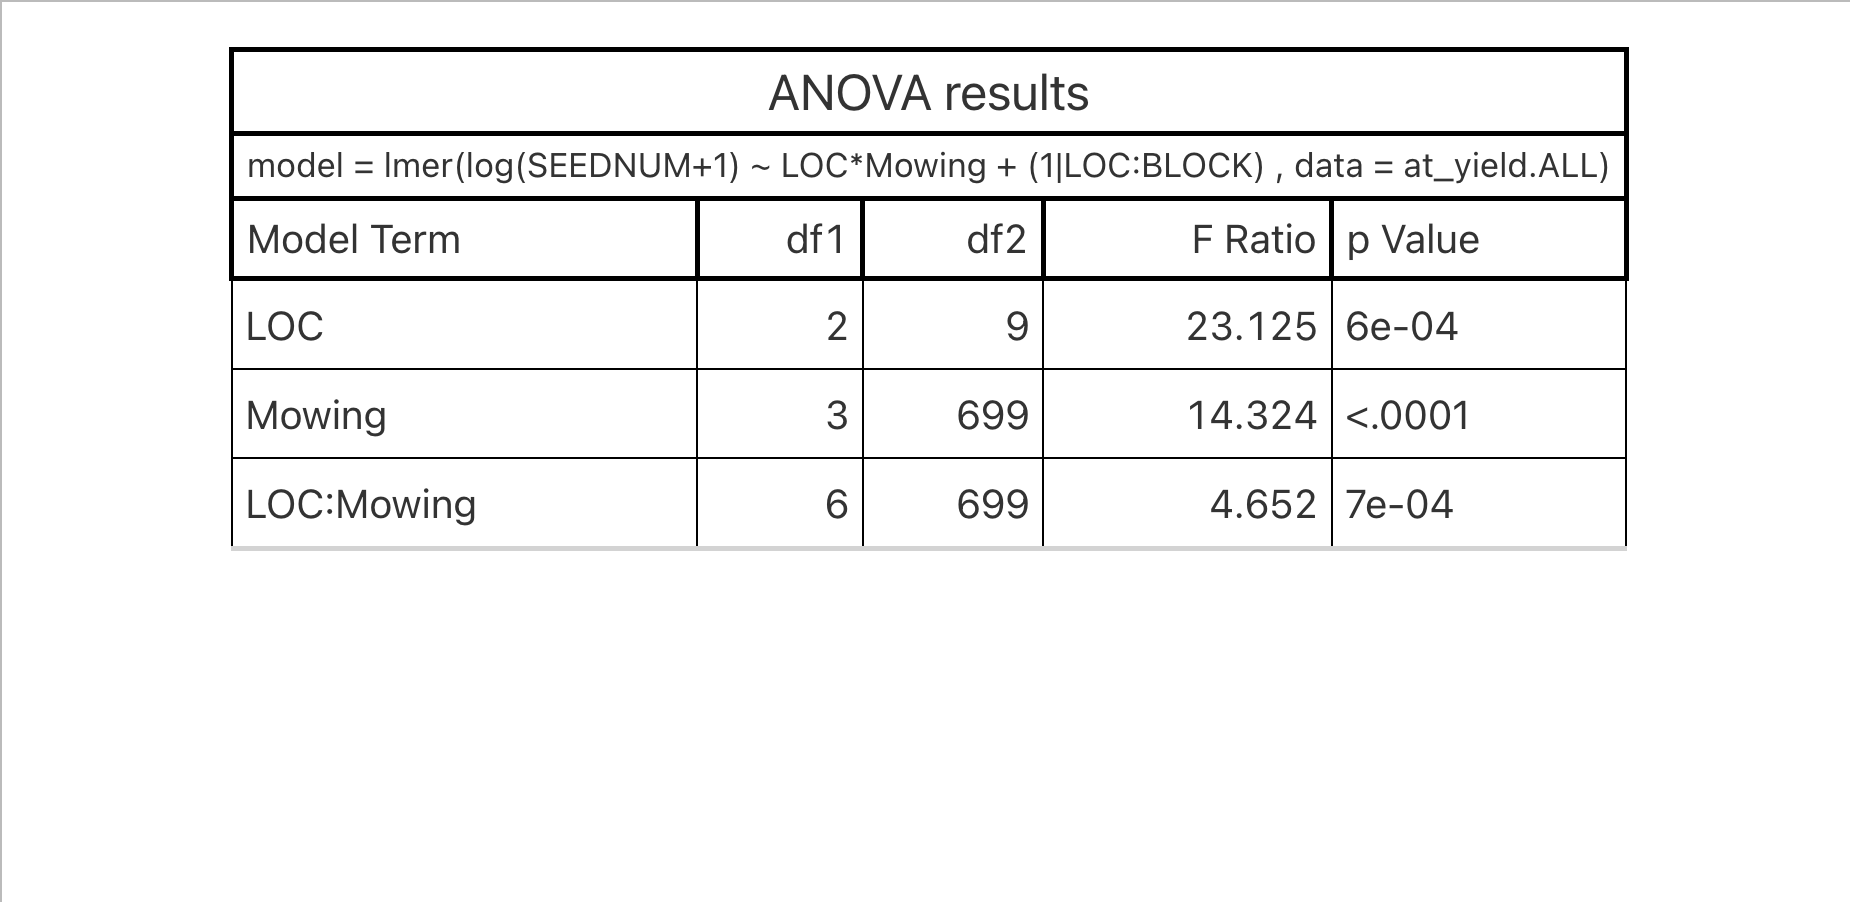 ANOVA results
model = lmer(log(SEEDNUM+1) ~ LOC*Mowing + (1|LOC:BLOCK) , data = at_yield.ALL)
Model Term df1 df2 F Ratio p Value
LOC 2 9 23.125 6e-04
Mowing 3 699 14.324 <.0001
LOC:Mowing 6 699 4.652 7e-04